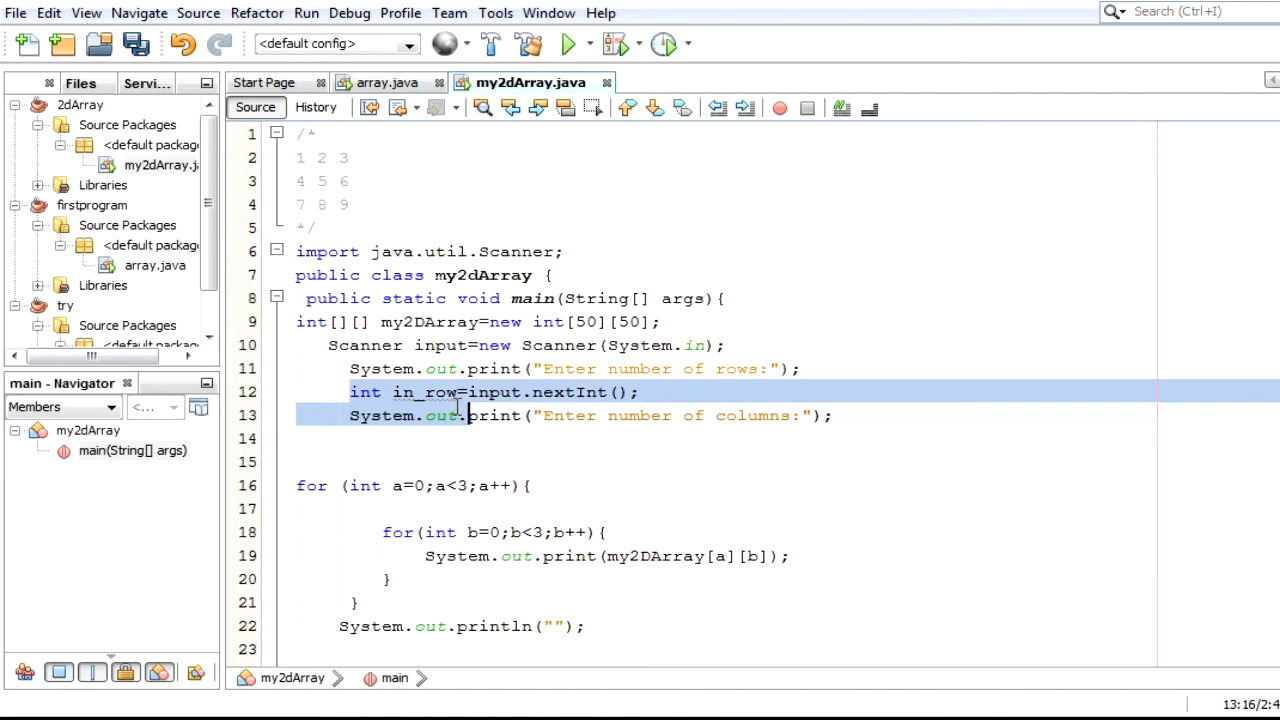 File Edit View Navigate Source Refactor Run Debug Profile Team Tools Window Help
Search (Ctrl+I)
<default config>
Files Servi...
Start Page array.java my2dArray.java
Source History
2dArray
Source Packages
<default packag
my2dArray.j
Libraries
firstprogram
Source Packages
<default packag
array.java
Libraries
try
Source Packages
main - Navigator
Members <...
my2dArray
main(String[] args)
1 /*
2 1 2 3
3 4 5 6
4 7 8 9
5 */
6 import java.util.Scanner;
7 public class my2dArray {
8 public static void main(String[] args){
9 int[][] my2DArray=new int[50][50];
10 Scanner input=new Scanner(System.in);
11 System.out.print("Enter number of rows:");
12 int in_row=input.nextInt();
13 System.out.print("Enter number of columns:");
14
15
16 for (int a=0;a<3;a++){
17
18 for(int b=0;b<3;b++){
19 System.out.print(my2DArray[a][b]);
20 }
21 }
22 System.out.println("");
23
my2dArray main
13:16/2:4